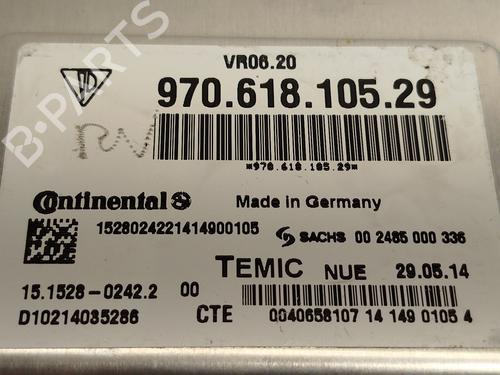 VR06.20
970.618.105.29
*970.618.105.29*
Continental
Made in Germany
1528024221414900105
SACHS 00 2485 000 336
TEMIC NUE 29.05.14
15.1528-0242.2 00
D10214035286 CTE 0040658107 14 149 0105 4
B-PARTS